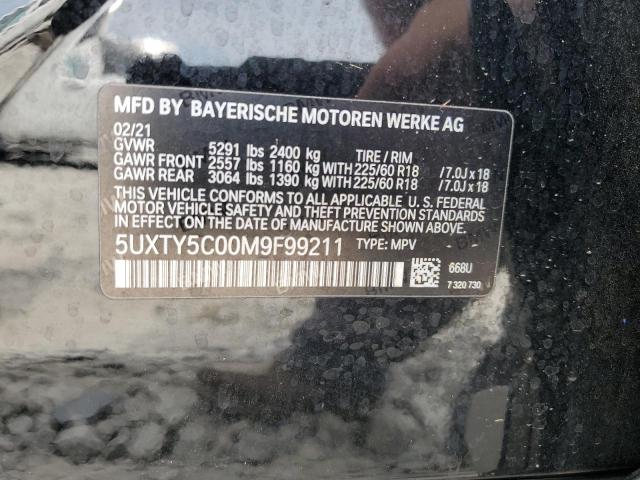 MFD BY BAYERISCHE MOTOREN WERKE AG
02/21
GVWR 5291 lbs 2400 kg TIRE / RIM
GAWR FRONT 2557 lbs 1160 kg WITH 225/60 R18 /7.0J x 18
GAWR REAR 3064 lbs 1390 kg WITH 225/60 R18 /7.0J x 18
THIS VEHICLE CONFORMS TO ALL APPLICABLE U. S. FEDERAL
MOTOR VEHICLE SAFETY AND THEFT PREVENTION STANDARDS
IN EFFECT ON THE DATE OF MANUFACTURE SHOWN ABOVE.
5UXTY5C00M9F99211 TYPE: MPV
668U
7 320 730